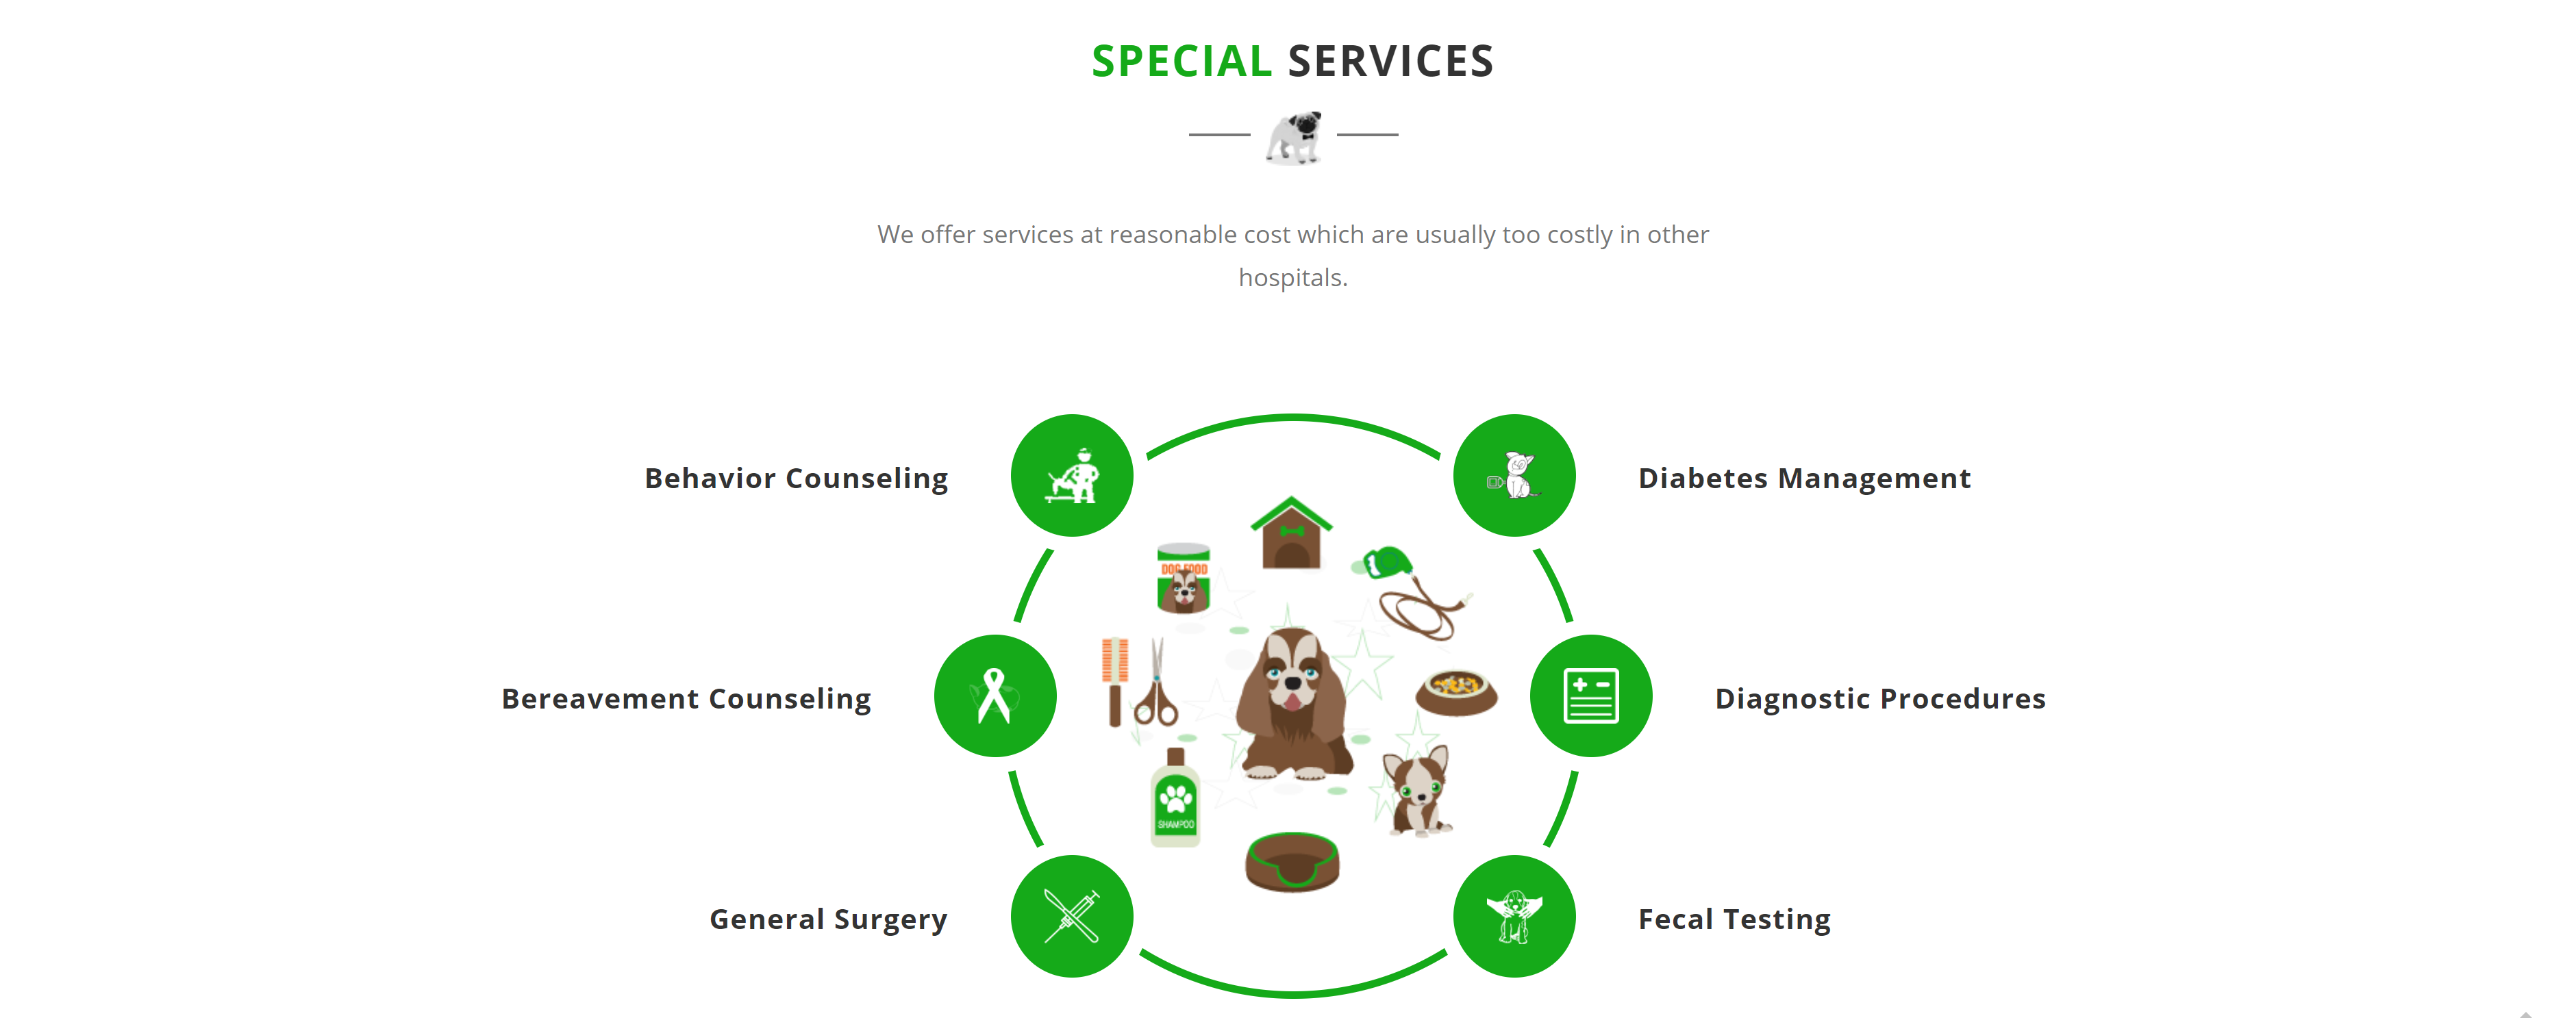 SPECIAL SERVICES
We offer services at reasonable cost which are usually too costly in other
hospitals.
Behavior Counseling
Diabetes Management
DOG FOOD
Bereavement Counseling
Diagnostic Procedures
SHAMPOO
General Surgery
Fecal Testing